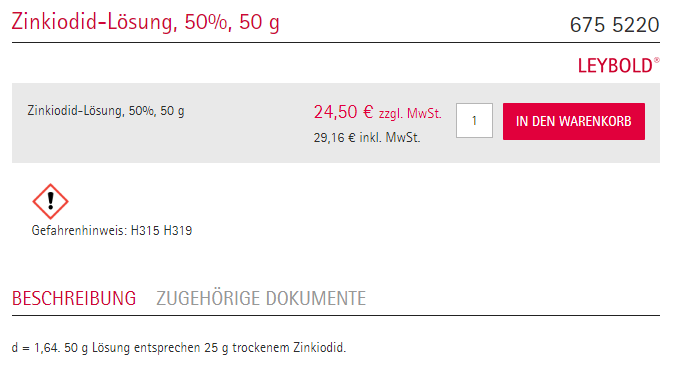 Zinkiodid-Lösung, 50%, 50 g
675 5220
LEYBOLD®
Zinkiodid-Lösung, 50%, 50 g
24,50 € zzgl. MwSt.
1
IN DEN WARENKORB
29,16 € inkl. MwSt.
Gefahrenhinweis: H315 H319
BESCHREIBUNG ZUGEHÖRIGE DOKUMENTE
d = 1,64. 50 g Lösung entsprechen 25 g trockenem Zinkiodid.